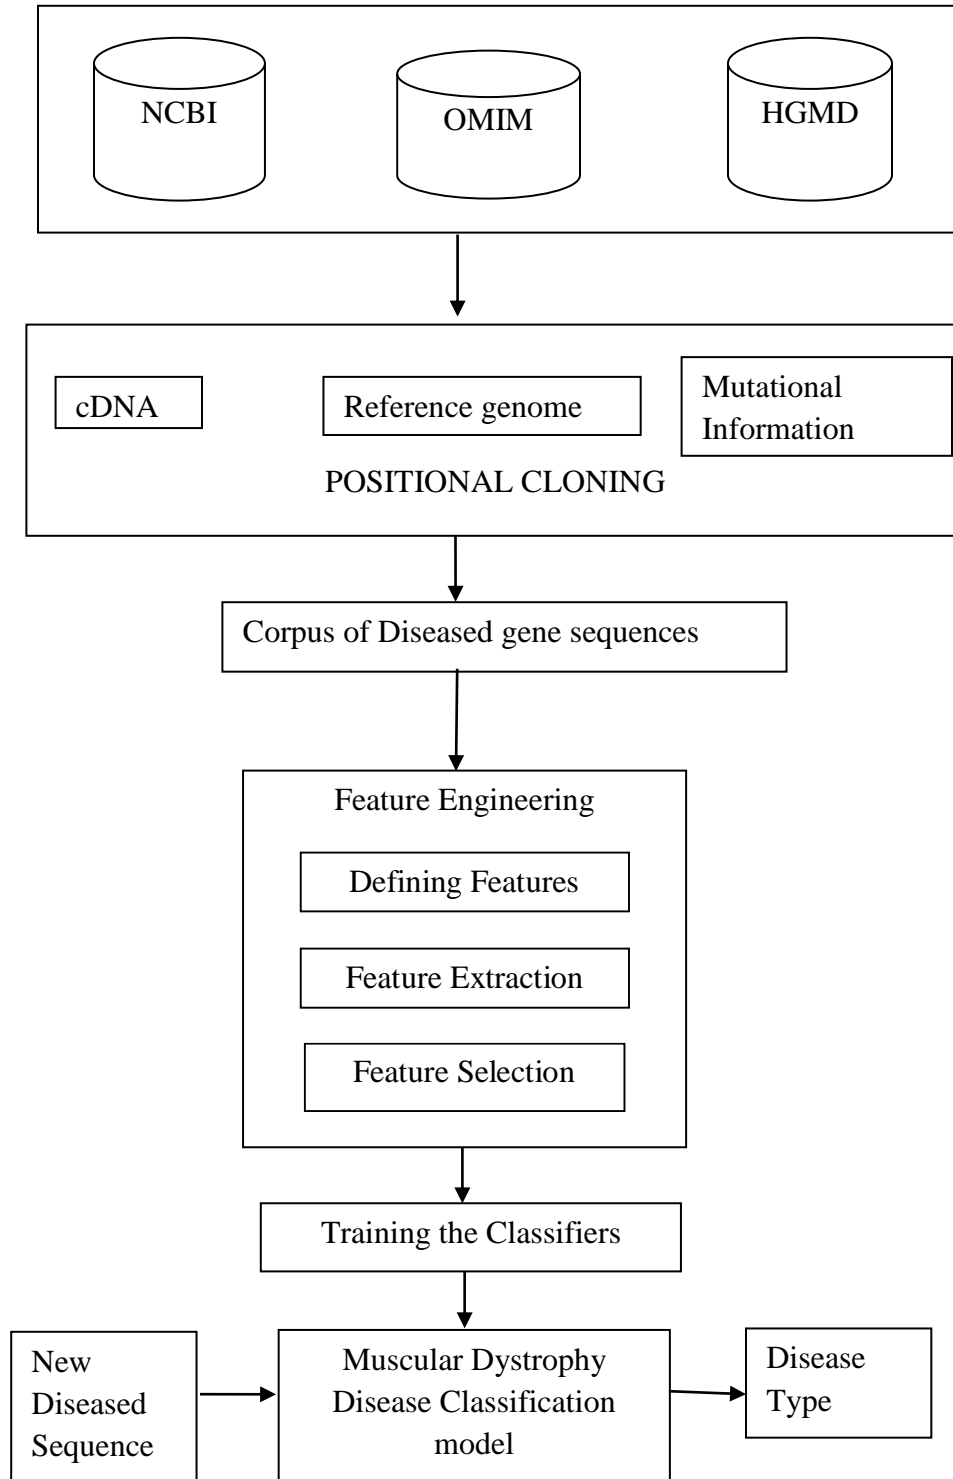 NCBI
OMIM
HGMD
cDNA
Reference genome
Mutational
Information
POSITIONAL CLONING
Corpus of Diseased gene sequences
Feature Engineering
Defining Features
Feature Extraction
Feature Selection
Training the Classifiers
New
Diseased
Sequence
Muscular Dystrophy
Disease Classification
model
Disease
Type